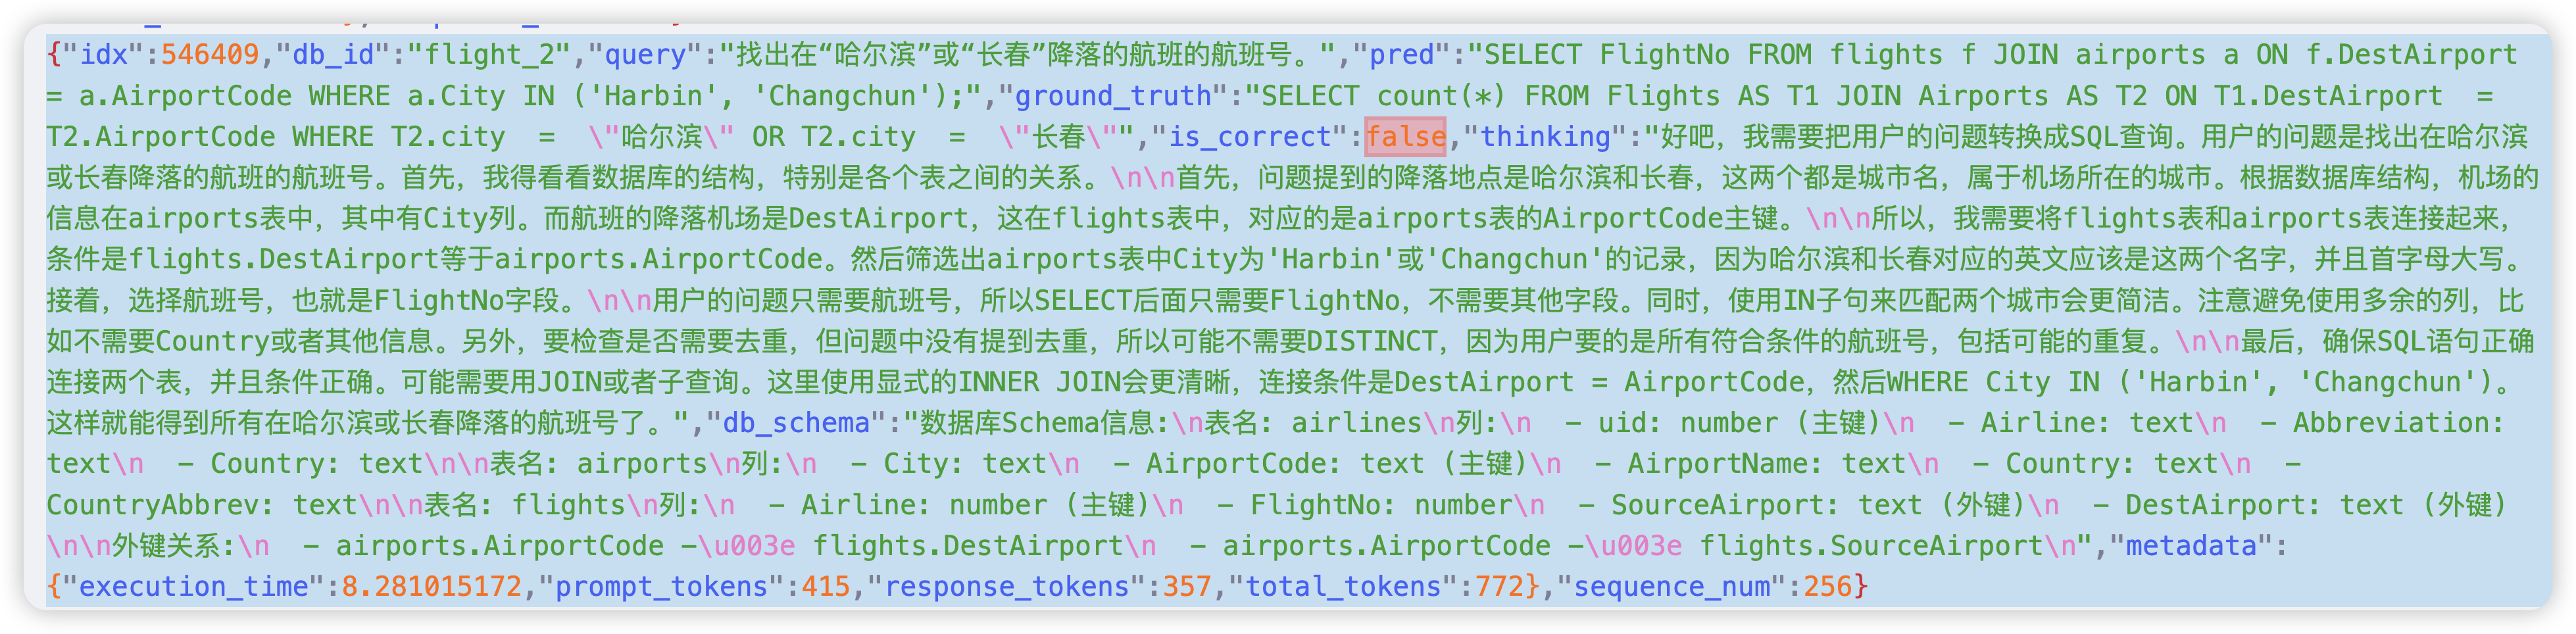 {"idx":546409,"db_id":"flight_2","query":"找出在“哈尔滨”或“长春”降落的航班的航班号。","pred":"SELECT FlightNo FROM flights f JOIN airports a ON f.DestAirport
= a.AirportCode WHERE a.City IN ('Harbin', 'Changchun');","ground_truth":"SELECT count(*) FROM Flights AS T1 JOIN Airports AS T2 ON T1.DestAirport  =
T2.AirportCode WHERE T2.city  =  \"哈尔滨\" OR T2.city  =  \"长春\"","is_correct":false,"thinking":"好吧，我需要把用户的问题转换成SQL查询。用户的问题是找出在哈尔滨
或长春降落的航班的航班号。首先，我得看看数据库的结构，特别是各个表之间的关系。\n\n首先，问题提到的降落地点是哈尔滨和长春，这两个都是城市名，属于机场所在的城市。根据数据库结构，机场的
信息在airports表中，其中有City列。而航班的降落机场是DestAirport，这在flights表中，对应的是airports表的AirportCode主键。\n\n所以，我需要将flights表和airports表连接起来，
条件是flights.DestAirport等于airports.AirportCode。然后筛选出airports表中City为'Harbin'或'Changchun'的记录，因为哈尔滨和长春对应的英文应该是这两个名字，并且首字母大写。
接着，选择航班号，也就是FlightNo字段。\n\n用户的问题只需要航班号，所以SELECT后面只需要FlightNo，不需要其他字段。同时，使用IN子句来匹配两个城市会更简洁。注意避免使用多余的列，比
如不需要Country或者其他信息。另外，要检查是否需要去重，但问题中没有提到去重，所以可能不需要DISTINCT，因为用户要的是所有符合条件的航班号，包括可能的重复。\n\n最后，确保SQL语句正确
连接两个表，并且条件正确。可能需要用JOIN或者子查询。这里使用显式的INNER JOIN会更清晰，连接条件是DestAirport = AirportCode，然后WHERE City IN ('Harbin', 'Changchun')。
这样就能得到所有在哈尔滨或长春降落的航班号了。","db_schema":"数据库Schema信息:\n表名: airlines\n列:\n  - uid: number (主键)\n  - Airline: text\n  - Abbreviation:
text\n  - Country: text\n\n表名: airports\n列:\n  - City: text\n  - AirportCode: text (主键)\n  - AirportName: text\n  - Country: text\n  -
CountryAbbrev: text\n\n表名: flights\n列:\n  - Airline: number (主键)\n  - FlightNo: number\n  - SourceAirport: text (外键)\n  - DestAirport: text (外键)
\n\n外键关系:\n  - airports.AirportCode -\u003e flights.DestAirport\n  - airports.AirportCode -\u003e flights.SourceAirport\n","metadata":
{"execution_time":8.281015172,"prompt_tokens":415,"response_tokens":357,"total_tokens":772},"sequence_num":256}